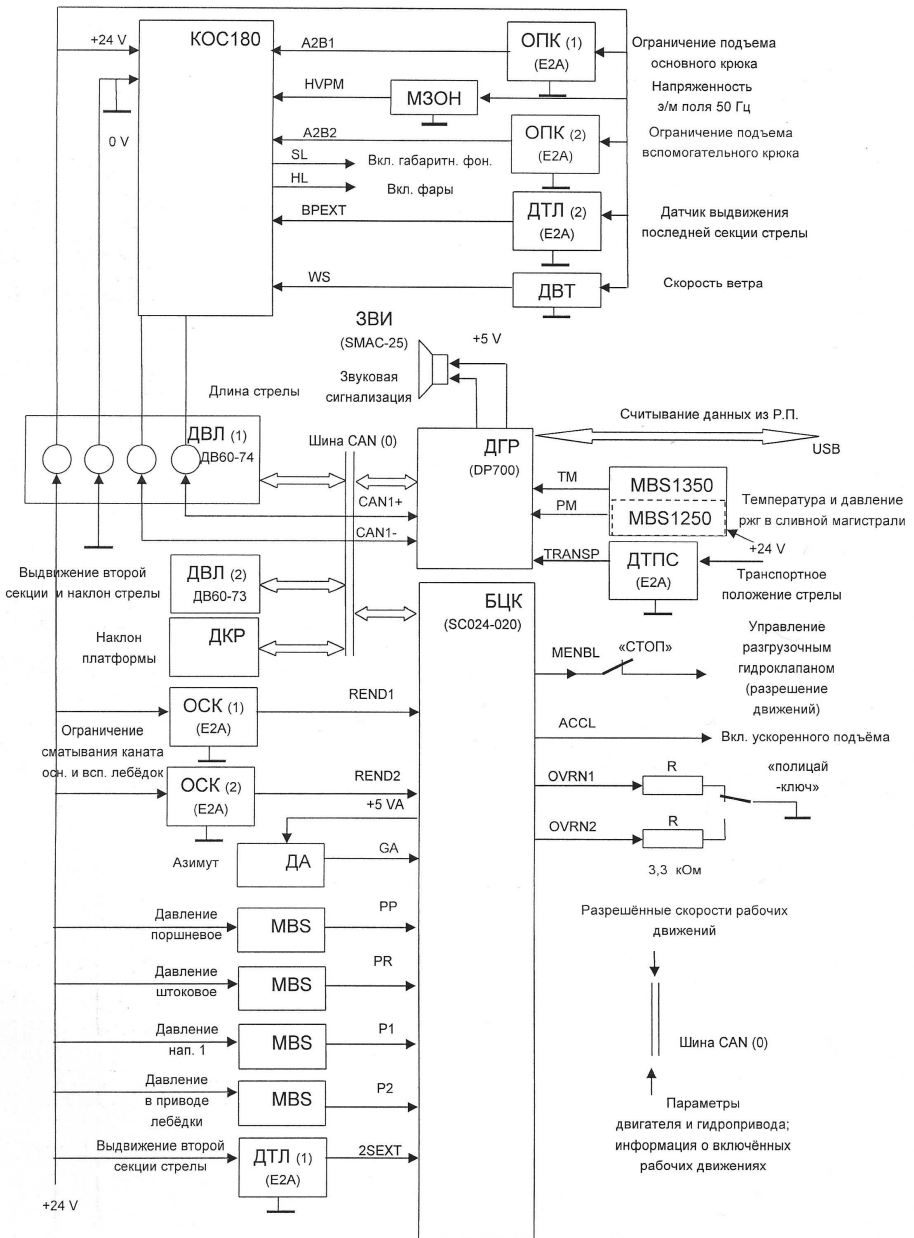 +24 V
КОС180
A2B1
ОПК (1)
(E2A)
Ограничение подъема
основного крюка
HVPM
МЗОН
Напряженность
э/м поля 50 Гц
0 V
A2B2
ОПК (2)
(E2A)
Ограничение подъема
вспомогательного крюка
SL
Вкл. габаритн. фон.
HL
Вкл. фары
BPEXT
ДТЛ (2)
(E2A)
Датчик выдвижения
последней секции стрелы
WS
ДВТ
Скорость ветра
ЗВИ
(SMAC-25)
+5 V
Звуковая
сигнализация
Длина стрелы
ДВЛ (1)
ДВ60-74
Шина CAN (0)
ДГР
(DP700)
Считывание данных из Р.П.
USB
TM
MBS1350
PM
MBS1250
Температура и давление
ржг в сливной магистрали
CAN1+
CAN1-
TRANSP
ДТПС
(E2A)
+24 V
Транспортное
положение стрелы
Выдвижение второй
секции и наклон стрелы
ДВЛ (2)
ДВ60-73
БЦК
(SC024-020)
Наклон
платформы
ДКР
MENBL
«СТОП»
Управление
разгрузочным
гидроклапаном
(разрешение
движений)
ОСК (1)
(E2A)
REND1
Ограничение
сматывания каната
осн. и всп. лебёдок
ACCL
Вкл. ускоренного подъёма
ОСК (2)
(E2A)
REND2
OVRN1
R
«полицай
-ключ»
+5 VA
OVRN2
R
3,3 кОм
Азимут
ДА
GA
Давление
поршневое
MBS
PP
Разрешённые скорости рабочих
движений
Давление
штоковое
MBS
PR
Давление
нап. 1
MBS
P1
Шина CAN (0)
Давление
в приводе
лебёдки
MBS
P2
Параметры
двигателя и гидропривода;
информация о включённых
рабочих движениях
Выдвижение второй
секции стрелы
ДТЛ (1)
(E2A)
2SEXT
+24 V